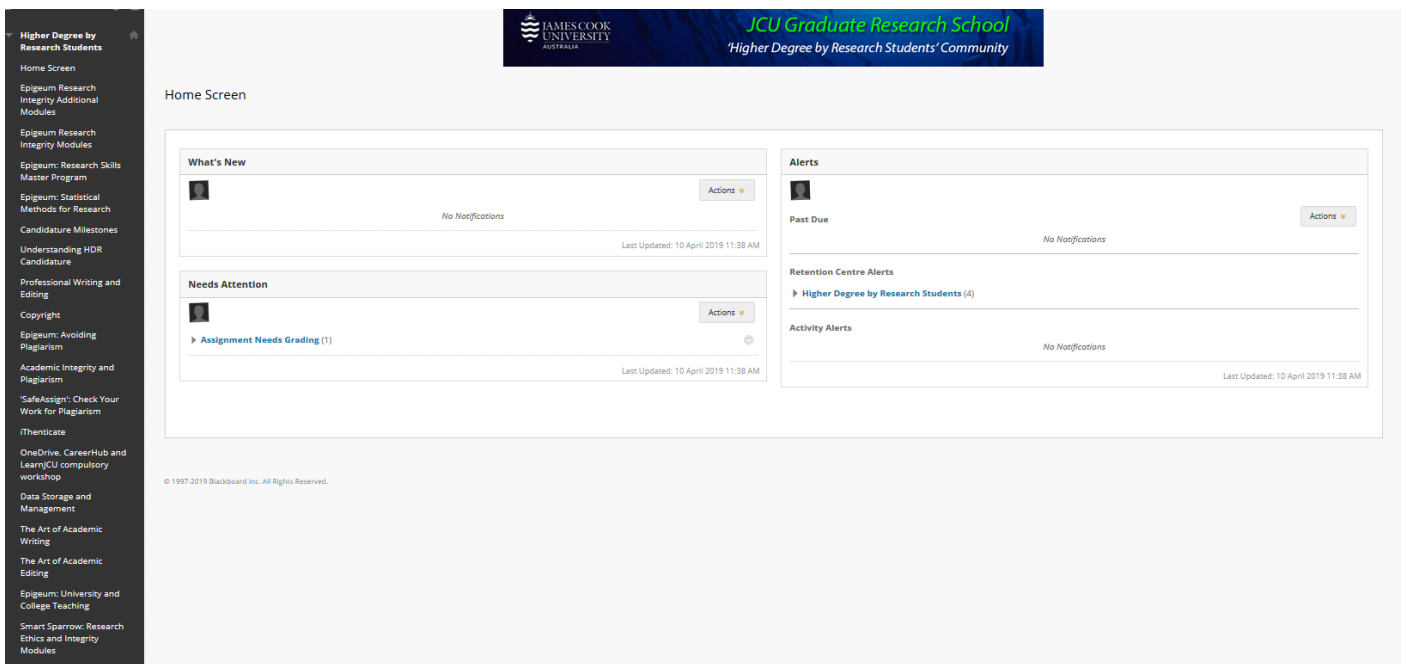 JAMES COOK
UNIVERSITY
AUSTRALIA
JCU Graduate Research School
'Higher Degree by Research Students' Community
Higher Degree by
Research Students
Home Screen
Epigeum Research
Integrity Additional
Modules
Epigeum Research
Integrity Modules
Epigeum: Research Skills
Master Program
Epigeum: Statistical
Methods for Research
Candidature Milestones
Understanding HDR
Candidature
Professional Writing and
Editing
Copyright
Epigeum: Avoiding
Plagiarism
Academic Integrity and
Plagiarism
'SafeAssign': Check Your
Work for Plagiarism
iThenticate
OneDrive. CareerHub and
LearnJCU compulsory
workshop
Data Storage and
Management
The Art of Academic
Writing
The Art of Academic
Editing
Epigeum: University and
College Teaching
Smart Sparrow: Research
Ethics and Integrity
Modules
Home Screen
What's New
Actions
No Notifications
Last Updated: 10 April 2019 11:38 AM
Needs Attention
Actions
Assignment Needs Grading (1)
Last Updated: 10 April 2019 11:38 AM
Alerts
Past Due
Actions
No Notifications
Retention Centre Alerts
Higher Degree by Research Students (4)
Activity Alerts
No Notifications
Last Updated: 10 April 2019 11:38 AM
© 1997-2019 Blackboard Inc. All Rights Reserved.